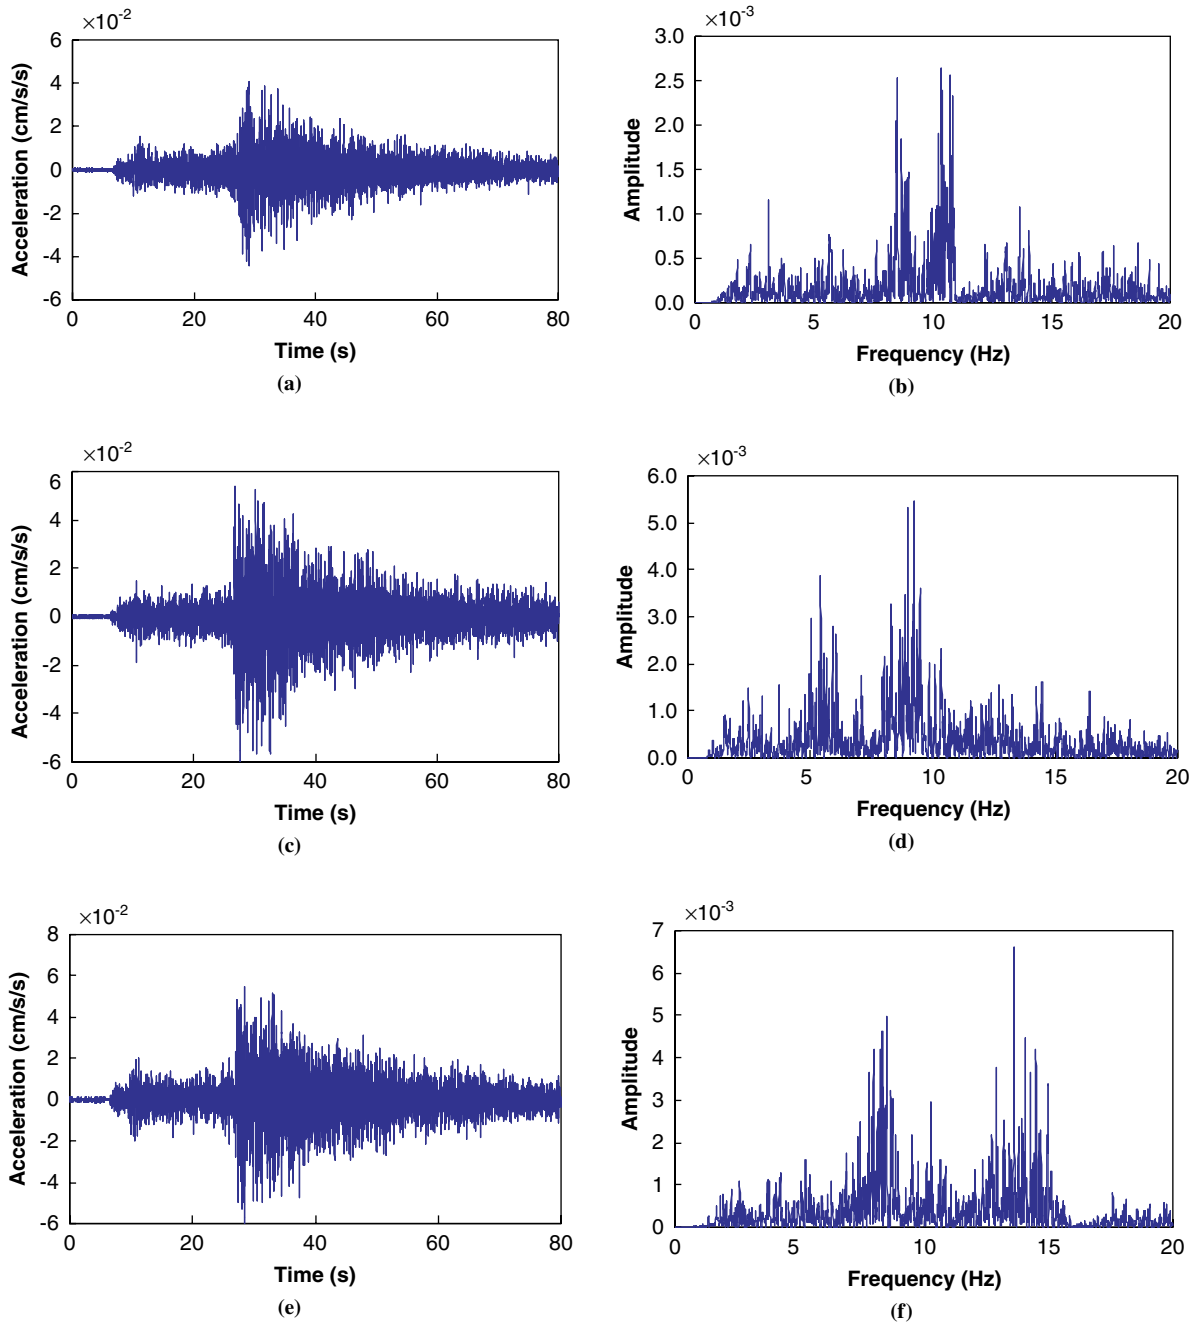 ×10-2
6
4
2
0
-2
-4
-6
0 20 40 60 80
Acceleration (cm/s/s)
Time (s)
(a)
×10-3
3.0
2.5
2.0
1.5
1.0
0.5
0.0
0 5 10 15 20
Amplitude
Frequency (Hz)
(b)
×10-2
6
4
2
0
-2
-4
-6
0 20 40 60 80
Acceleration (cm/s/s)
Time (s)
(c)
×10-3
6.0
5.0
4.0
3.0
2.0
1.0
0.0
0 5 10 15 20
Amplitude
Frequency (Hz)
(d)
×10-2
8
6
4
2
0
-2
-4
-6
0 20 40 60 80
Acceleration (cm/s/s)
Time (s)
(e)
×10-3
7
6
5
4
3
2
1
0
0 5 10 15 20
Amplitude
Frequency (Hz)
(f)